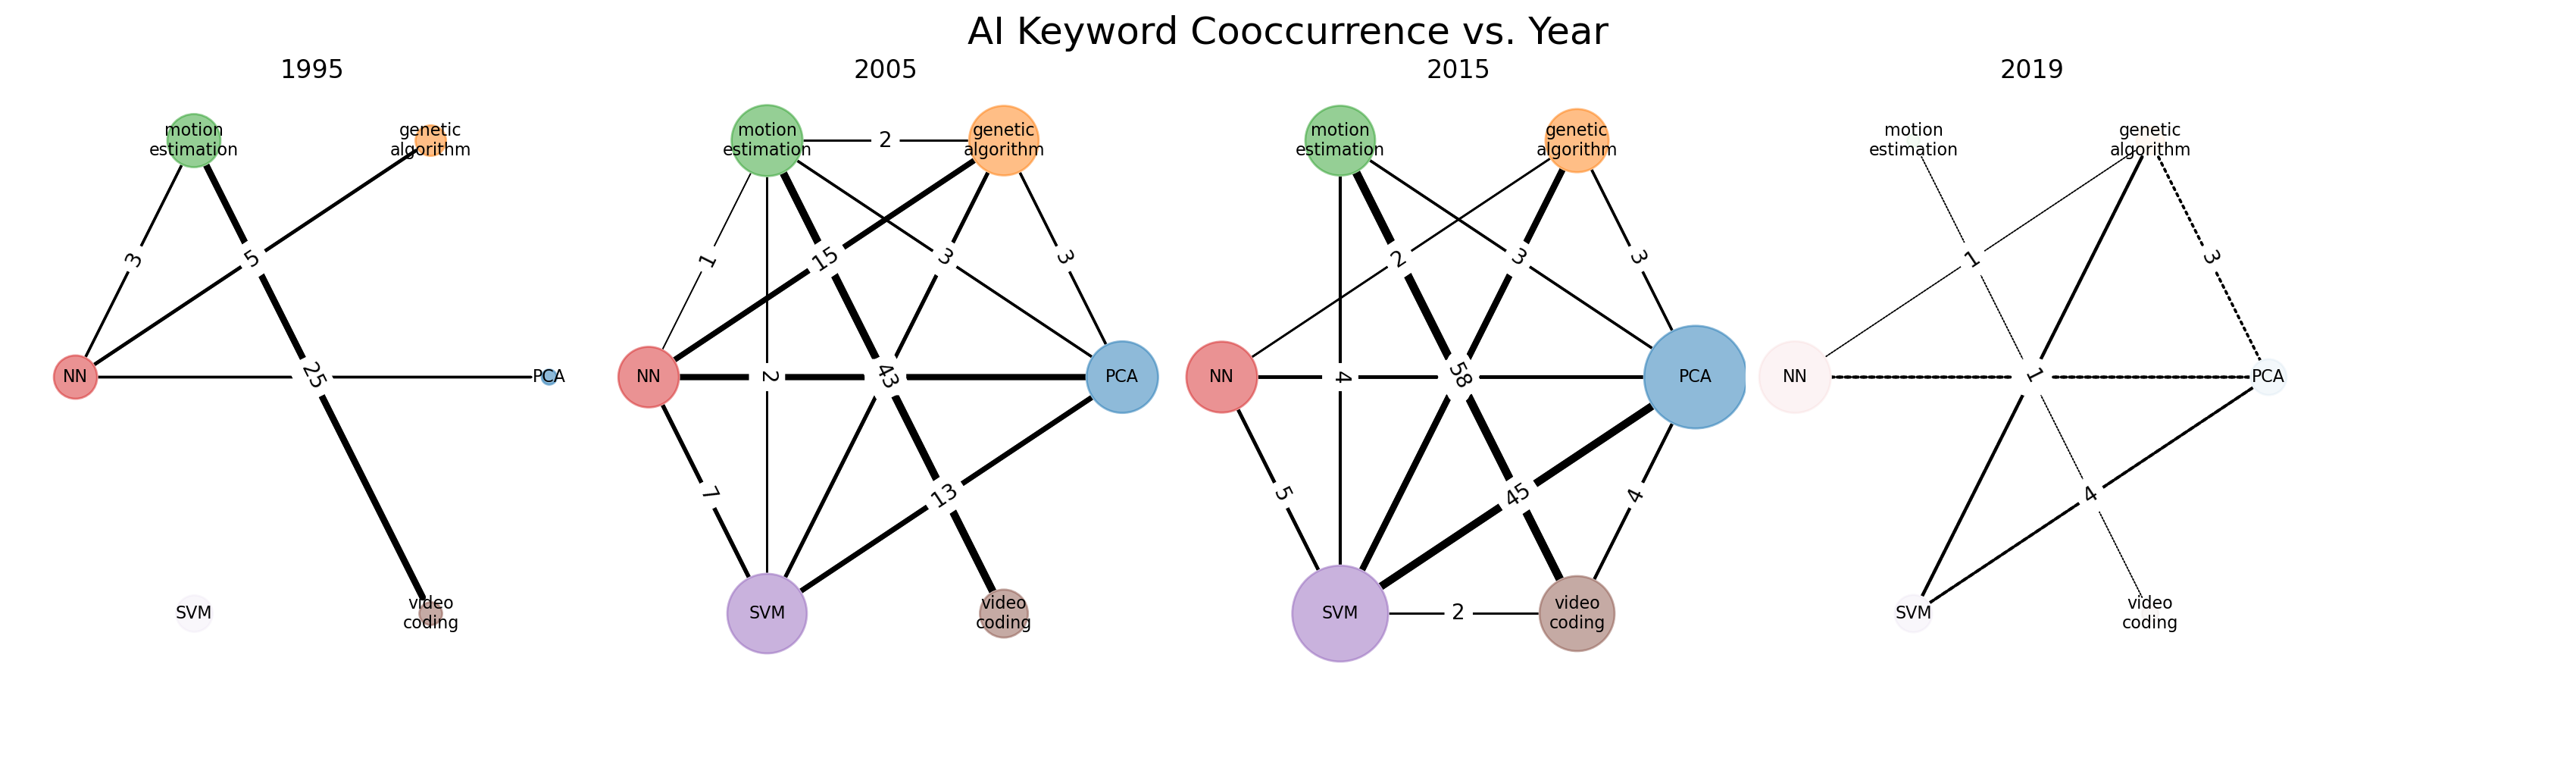 AI Keyword Cooccurrence vs. Year
1995
motion
estimation
genetic
algorithm
3
5
NN
25
PCA
SVM
video
coding
2005
motion
estimation
2
genetic
algorithm
1
15
3
3
NN
2
43
PCA
7
13
SVM
video
coding
2015
motion
estimation
genetic
algorithm
2
3
3
NN
4
58
PCA
5
45
4
SVM
2
video
coding
2019
motion
estimation
genetic
algorithm
1
3
NN
1
PCA
4
SVM
video
coding